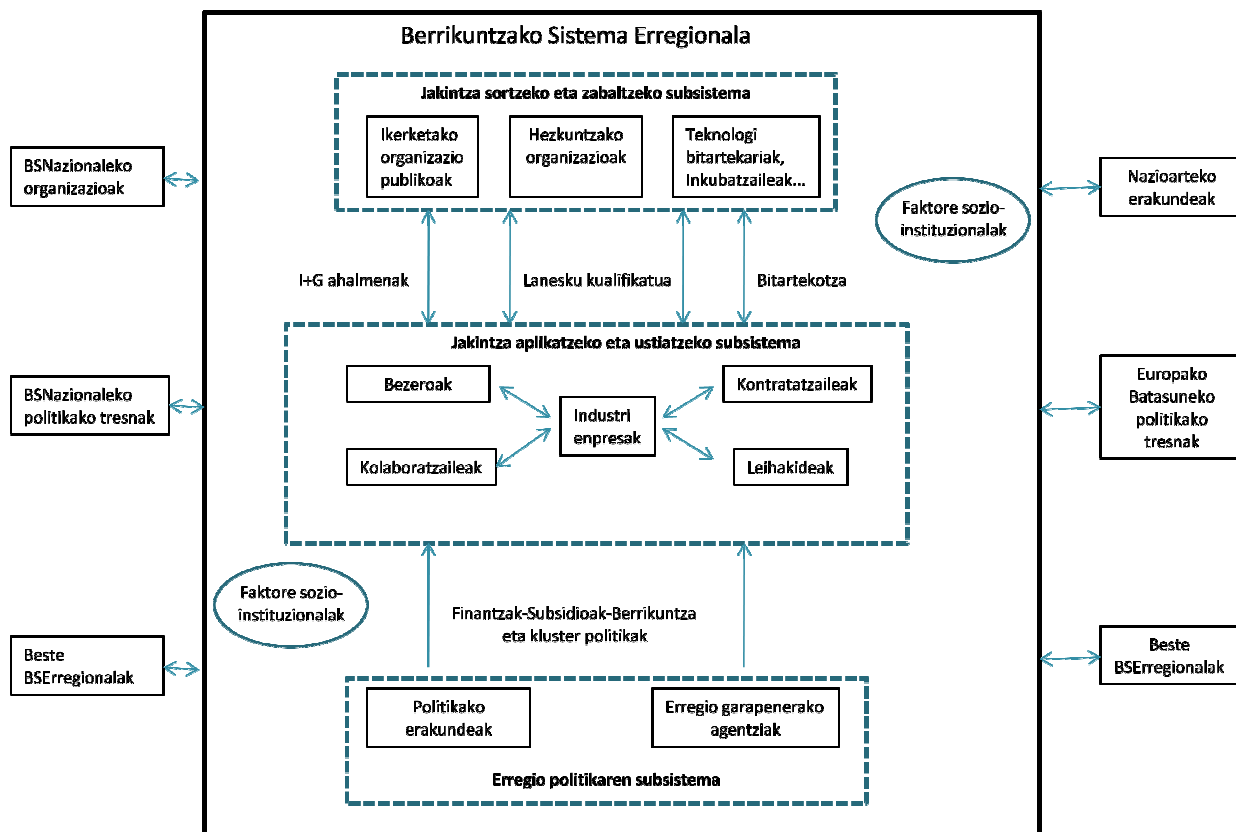 Berrikuntzako Sistema Erregionala
Jakintza sortzeko eta zabaltzeko subsistema
Ikerketako
organizazio
publikoak
Hezkuntzako
organizazioak
Teknologi
bitartekariak,
Inkubatzaileak...
BSNazionaleko
organizazioak
Nazioarteko
erakundeak
Faktore sozio-
instituzionalak
I+G ahalmenak
Lanesku kualifikatua
Bitartekotza
Jakintza aplikatzeko eta ustiatzeko subsistema
Bezeroak
Kontratatzaileak
Industri
enpresak
Kolaboratzaileak
Leihakideak
BSNazionaleko
politikako tresnak
Europako
Batasuneko
politikako
tresnak
Faktore sozio-
instituzionalak
Finantzak-Subsidioak-Berrikuntza
eta kluster politikak
Beste
BSErregionalak
Beste
BSErregionalak
Politikako
erakundeak
Erregio garapenerako
agentziak
Erregio politikaren subsistema